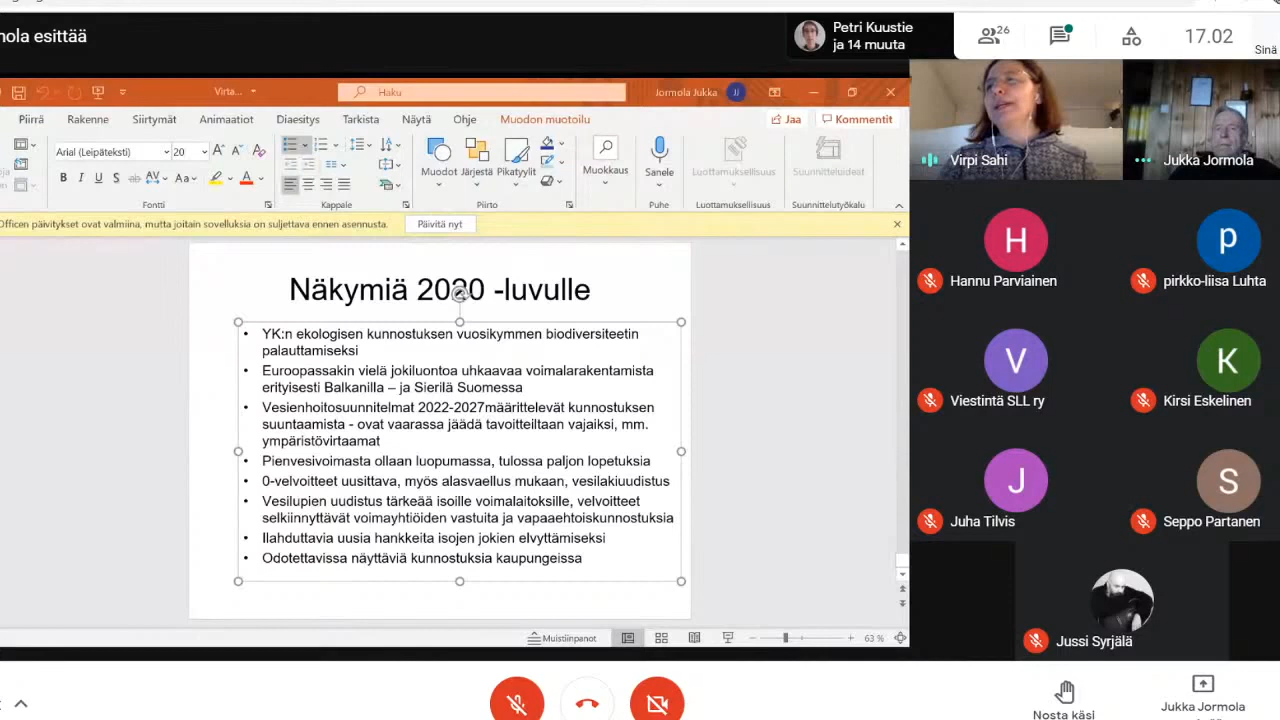 nola esittää
Petri Kuustie
ja 14 muuta
26
17.02
Sinä
Virta...
Haku
Jormola Jukka
JJ
Piirrä
Rakenne
Siirtymät
Animaatiot
Diaesitys
Tarkista
Näytä
Ohje
Muodon muotoilu
Jaa
Kommentit
Arial (Leipäteksti)
20
Muodot
Järjestä
Pikatyylit
Muokkaus
Sanele
Luottamuksellisuus
Suunnitteluideat
Fontti
Kappale
Piirto
Puhe
Luottamuksellisuus
Suunnittelutyökalu
Officen päivitykset ovat valmiina, mutta joitain sovelluksia on suljettava ennen asennusta.
Päivitä nyt
Näkymiä 2020 -luvulle
• YK:n ekologisen kunnostuksen vuosikymmen biodiversiteetin
palauttamiseksi
• Euroopassakin vielä jokiluontoa uhkaavaa voimalarakentamista
erityisesti Balkanilla – ja Sierilä Suomessa
• Vesienhoitosuunnitelmat 2022-2027määrittelevät kunnostuksen
suuntaamista - ovat vaarassa jäädä tavoitteiltaan vajaiksi, mm.
ympäristövirtaamat
• Pienvesivoimasta ollaan luopumassa, tulossa paljon lopetuksia
• 0-velvoitteet uusittava, myös alasvaellus mukaan, vesilakiuudistus
• Vesilupien uudistus tärkeää isoille voimalaitoksille, velvoitteet
selkiinnyttävät voimayhtiöiden vastuita ja vapaaehtoiskunnostuksia
• Ilahduttavia uusia hankkeita isojen jokien elvyttämiseksi
• Odotettavissa näyttäviä kunnostuksia kaupungeissa
Muistiinpanot
63 %
Virpi Sahi
Jukka Jormola
H
Hannu Parviainen
p
pirkko-liisa Luhta
V
Viestintä SLL ry
K
Kirsi Eskelinen
J
Juha Tilvis
S
Seppo Partanen
Jussi Syrjälä
Nosta käsi
Jukka Jormola